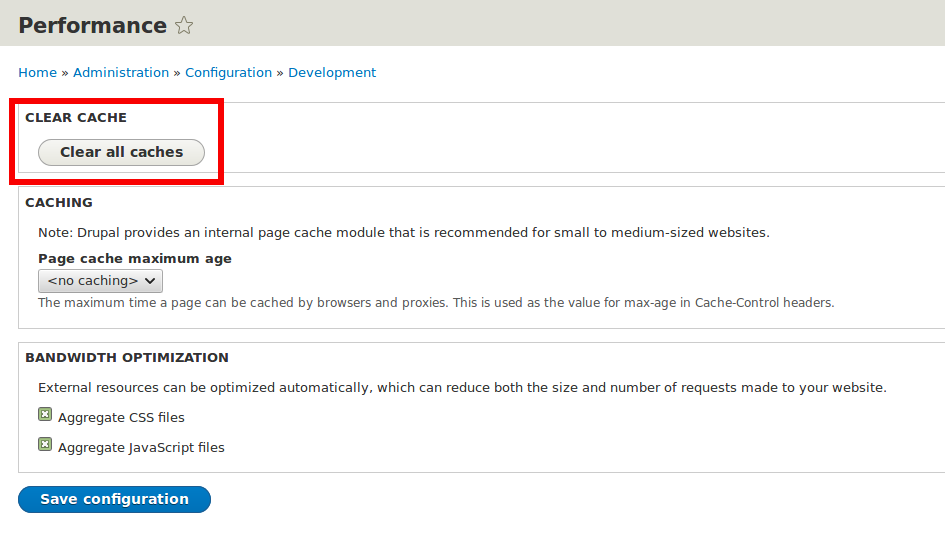 Performance
Home » Administration » Configuration » Development
CLEAR CACHE
Clear all caches
CACHING
Note: Drupal provides an internal page cache module that is recommended for small to medium-sized websites.
Page cache maximum age
<no caching>
The maximum time a page can be cached by browsers and proxies. This is used as the value for max-age in Cache-Control headers.
BANDWIDTH OPTIMIZATION
External resources can be optimized automatically, which can reduce both the size and number of requests made to your website.
Aggregate CSS files
Aggregate JavaScript files
Save configuration